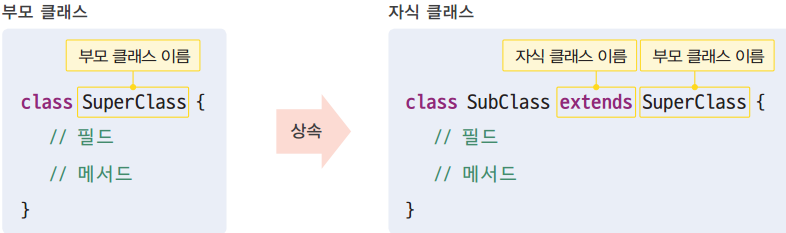 부모 클래스
부모 클래스 이름
class SuperClass {
// 필드
// 메서드
}
상속
자식 클래스
자식 클래스 이름
부모 클래스 이름
class SubClass extends SuperClass {
// 필드
// 메서드
}